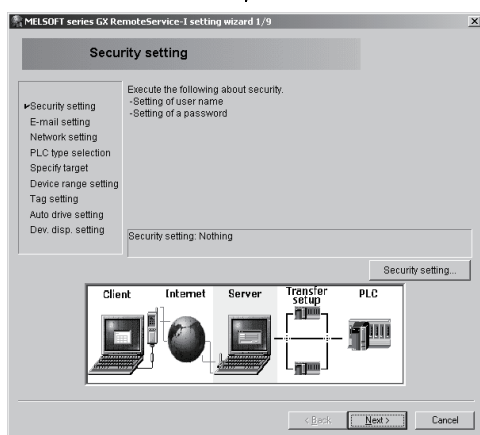 MELSOFT series GX RemoteService-I setting wizard 1/9
Security setting
Security setting
E-mail setting
Network setting
PLC type selection
Specify target
Device range setting
Tag setting
Auto drive setting
Dev. disp. setting
Execute the following about security.
-Setting of user name
-Setting of a password
Security setting: Nothing
Security setting...
Client Internet Server Transfer setup PLC
< Back Next > Cancel